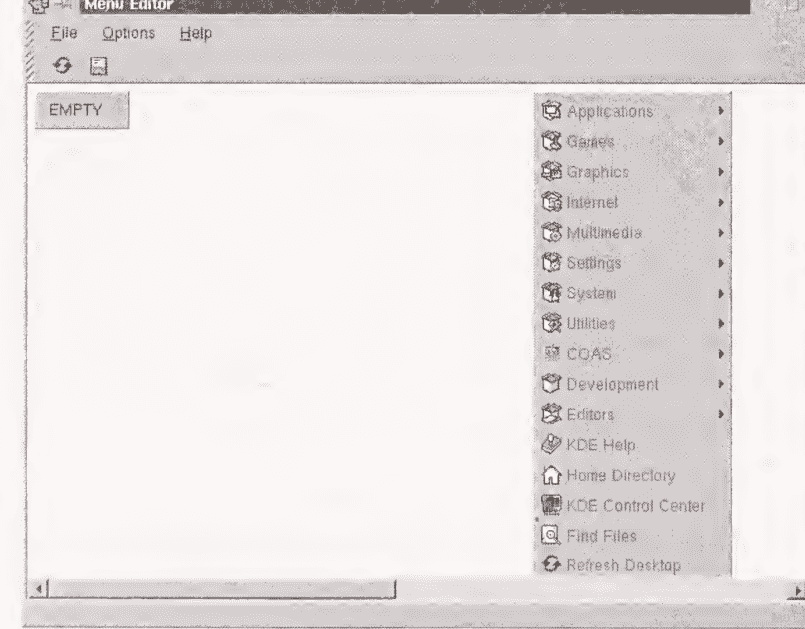 Menu Editor
File Options Help
EMPTY
Applications
Games
Graphics
Internet
Multimedia
Settings
System
Utilities
COAS
Development
Editors
KDE Help
Home Directory
KDE Control Center
Find Files
Refresh Desktop